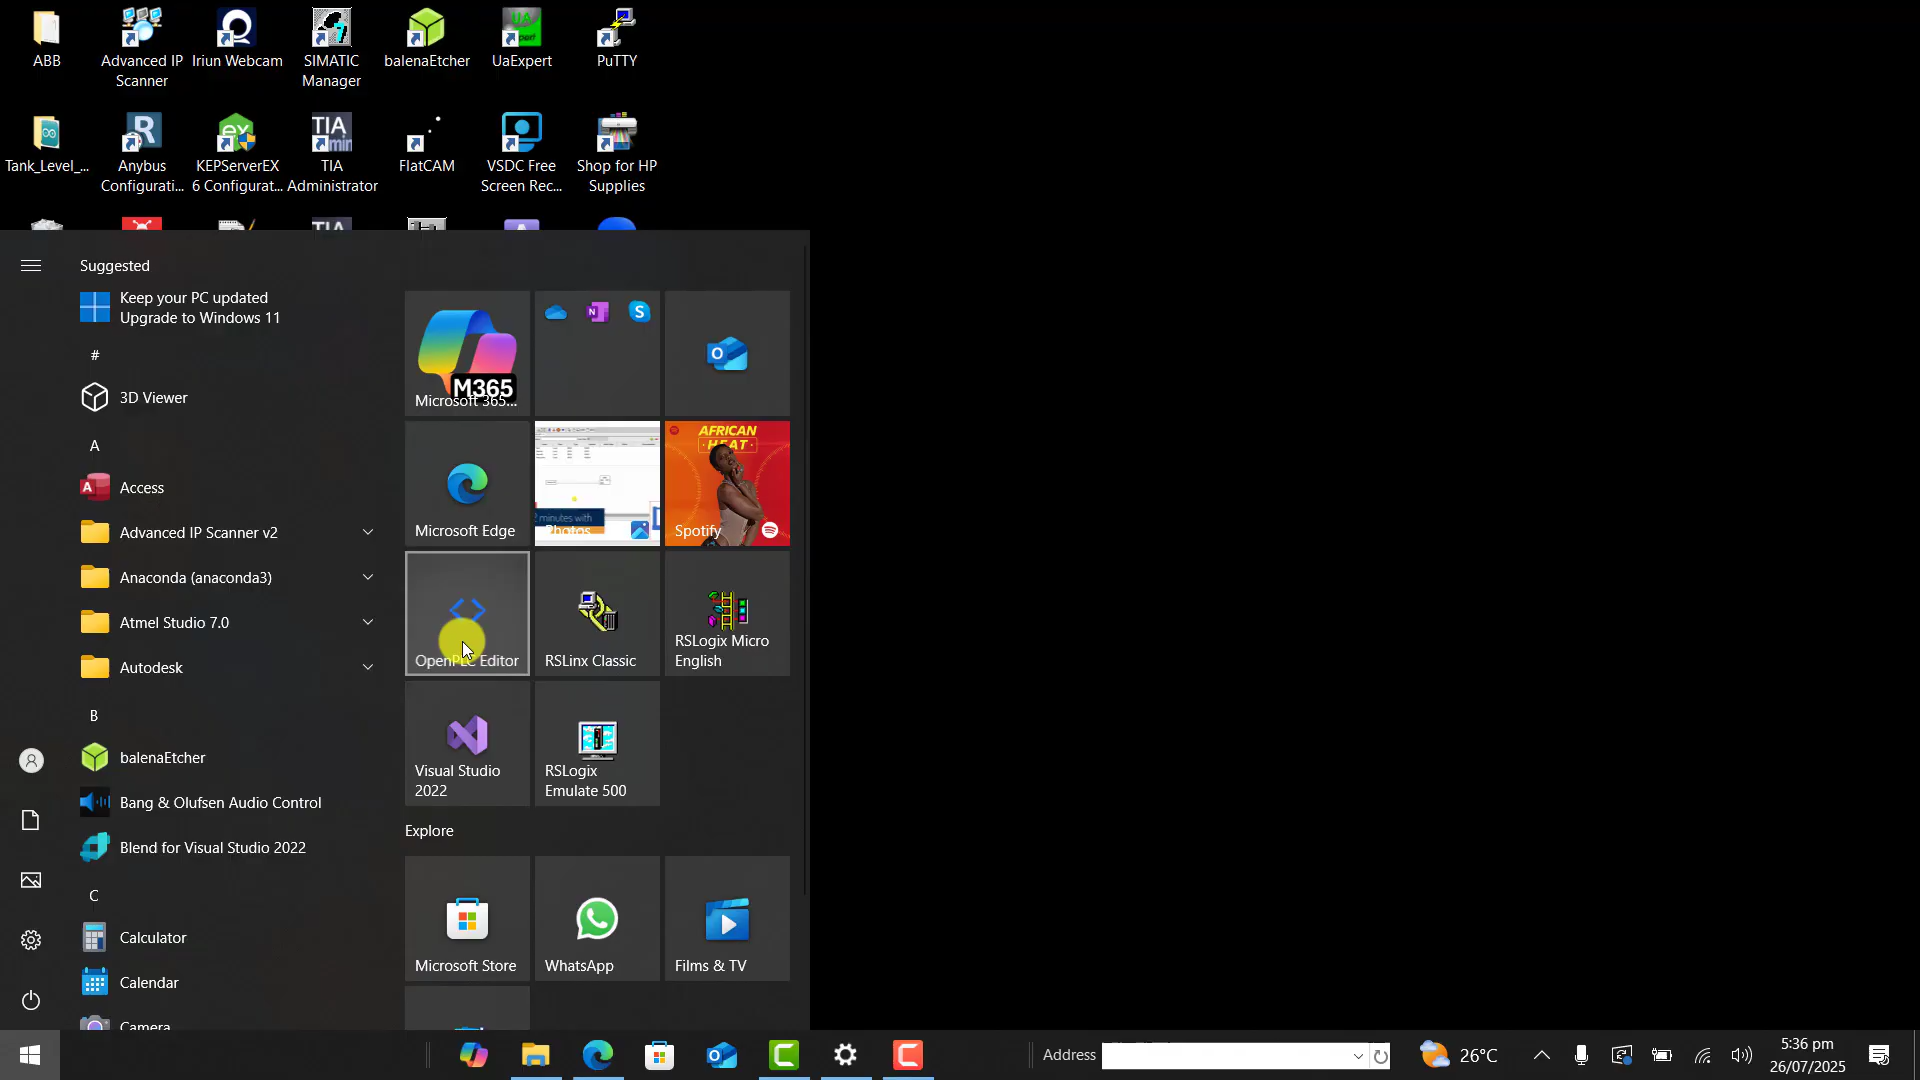 ABB
Advanced IP
Scanner
Iriun Webcam
SIMATIC
Manager
balenaEtcher
UaExpert
PuTTY
Tank_Level_...
Anybus
Configurati...
KEPServerEX
6 Configurat...
TIA
Administrator
FlatCAM
VSDC Free
Screen Rec...
Shop for HP
Supplies
Suggested
Keep your PC updated
Upgrade to Windows 11
#
3D Viewer
A
Access
Advanced IP Scanner v2
Anaconda (anaconda3)
Atmel Studio 7.0
Autodesk
B
balenaEtcher
Bang & Olufsen Audio Control
Blend for Visual Studio 2022
C
Calculator
Calendar
Camera
M365
Microsoft 365...
Microsoft Edge
2 minutes with
Photos
AFRICAN
HEAT
Spotify
OpenPLC Editor
RSLinx Classic
RSLogix Micro
English
Visual Studio
2022
RSLogix
Emulate 500
Explore
Microsoft Store
WhatsApp
Films & TV
Address
26°C
5:36 pm
26/07/2025